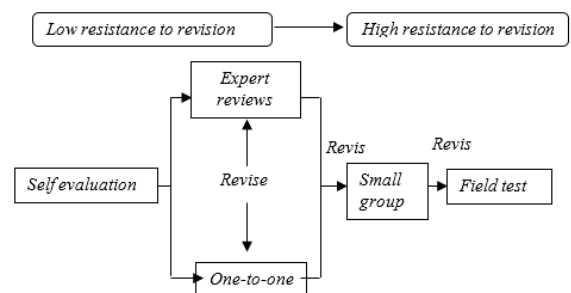 Low resistance to revision
High resistance to revision
Expert
reviews
Revis
Revis
Self evaluation
Revise
Small
group
Field test
One-to-one